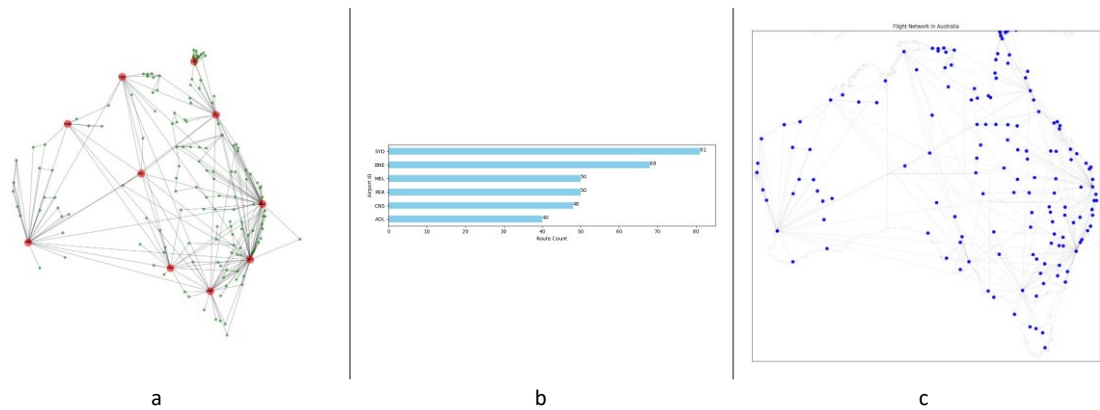 Flight Network in Australia
SYD
81
BNE
68
MEL
50
PER
50
CNS
48
ADL
40
Airport ID
0 10 20 30 40 50 60 70 80
Route Count
a
b
c